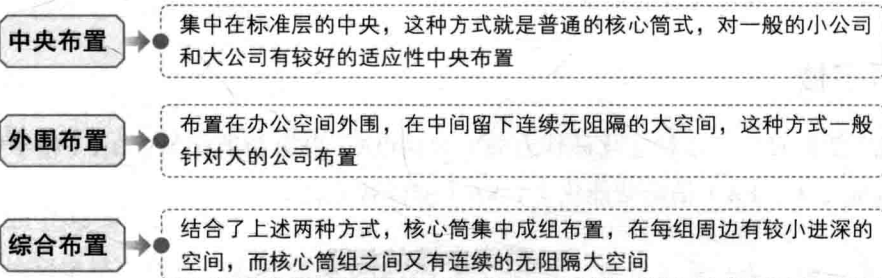 中央布置
集中在标准层的中央，这种方式就是普通的核心筒式，对一般的小公司
和大公司有较好的适应性中央布置
外围布置
布置在办公空间外围，在中间留下连续无阻隔的大空间，这种方式一般
针对大的公司布置
综合布置
结合了上述两种方式，核心筒集中成组布置，在每组周边有较小进深的
空间，而核心筒组之间又有连续的无阻隔大空间